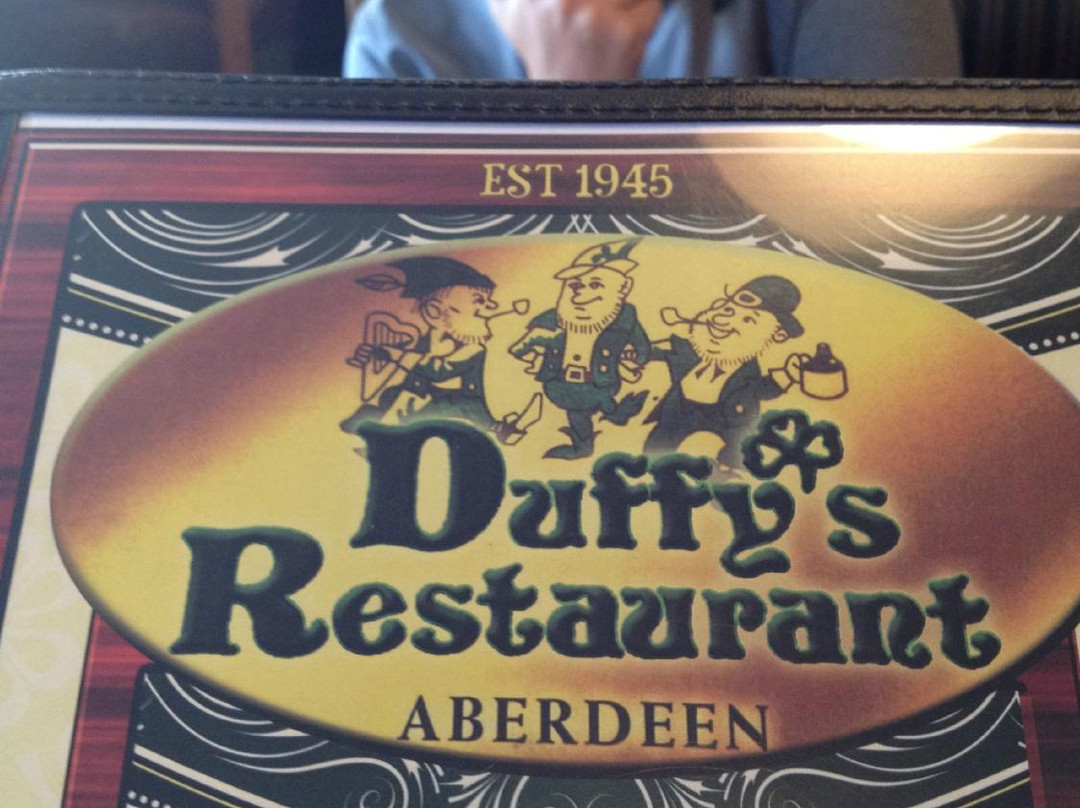 EST 1945
Duffy's
Restaurant
ABERDEEN